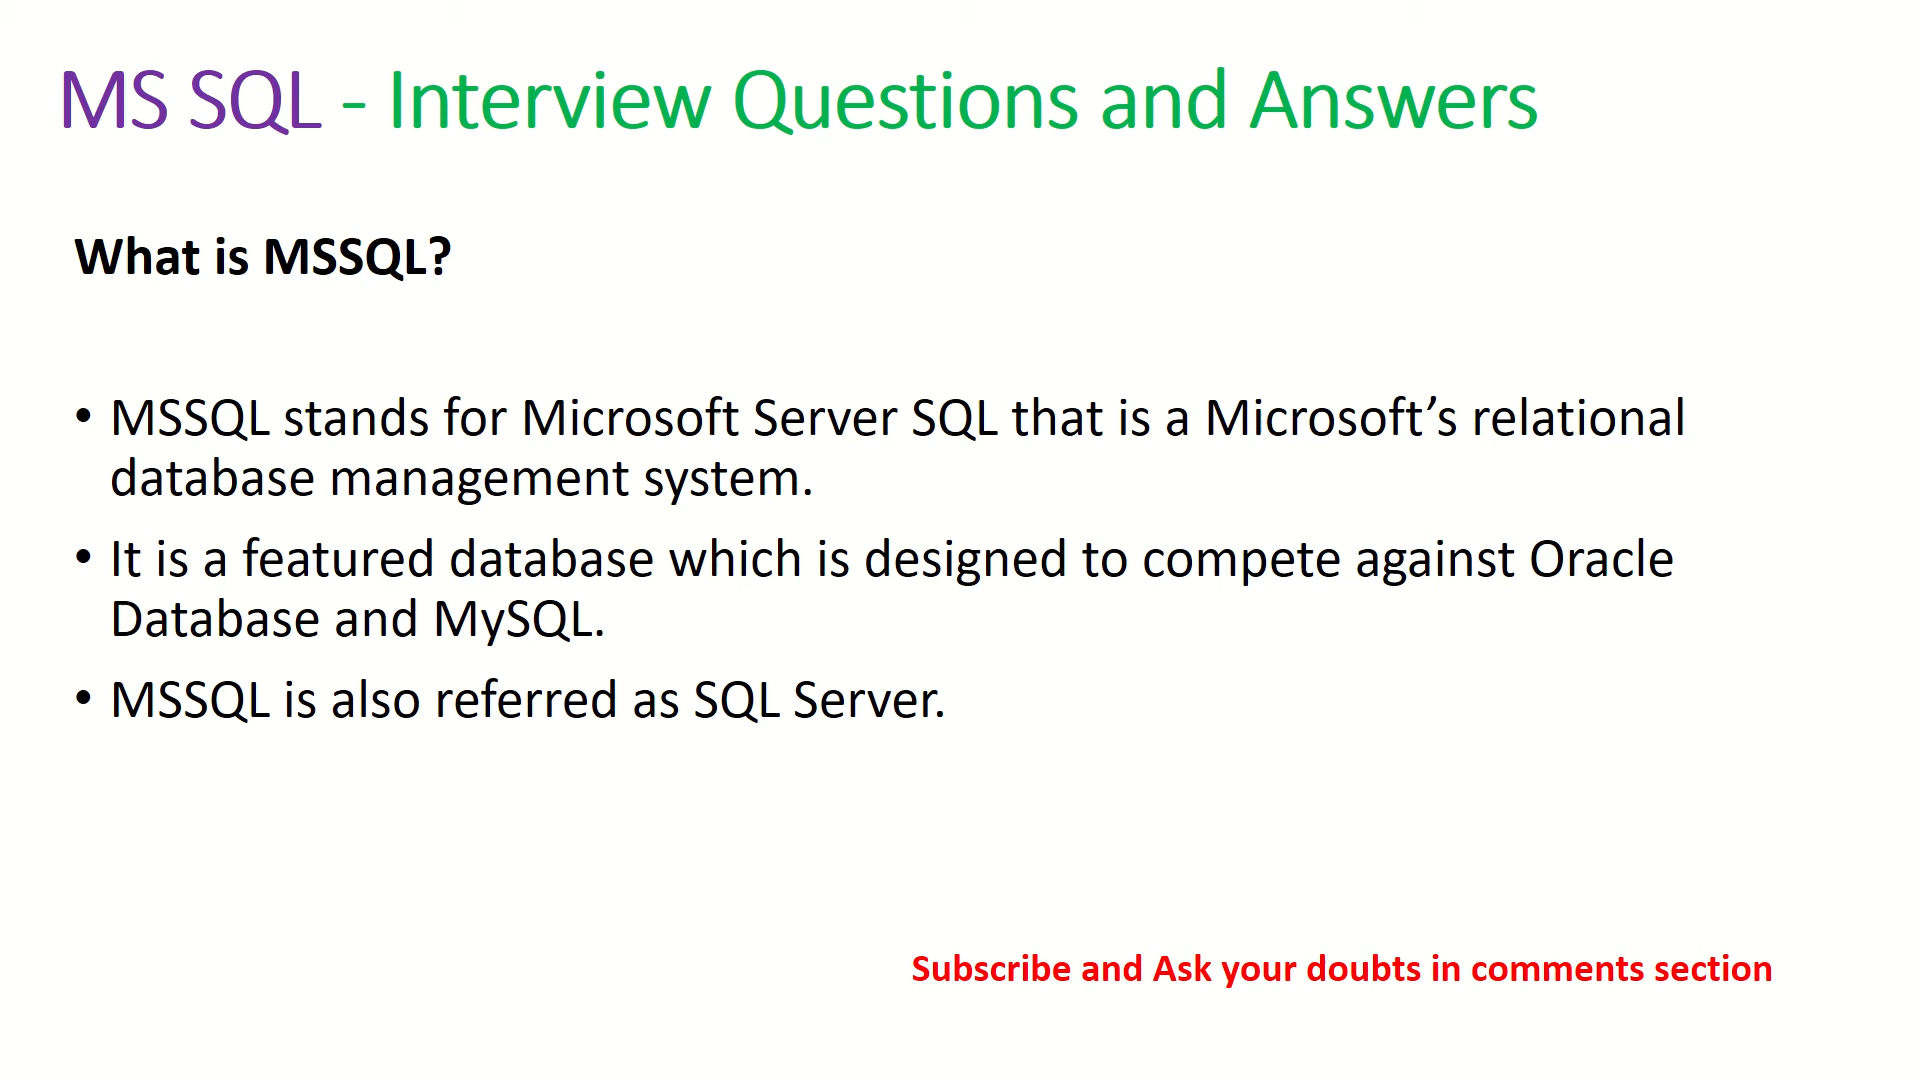 MS SQL - Interview Questions and Answers
What is MSSQL?
• MSSQL stands for Microsoft Server SQL that is a Microsoft’s relational
database management system.
• It is a featured database which is designed to compete against Oracle
Database and MySQL.
• MSSQL is also referred as SQL Server.
Subscribe and Ask your doubts in comments section